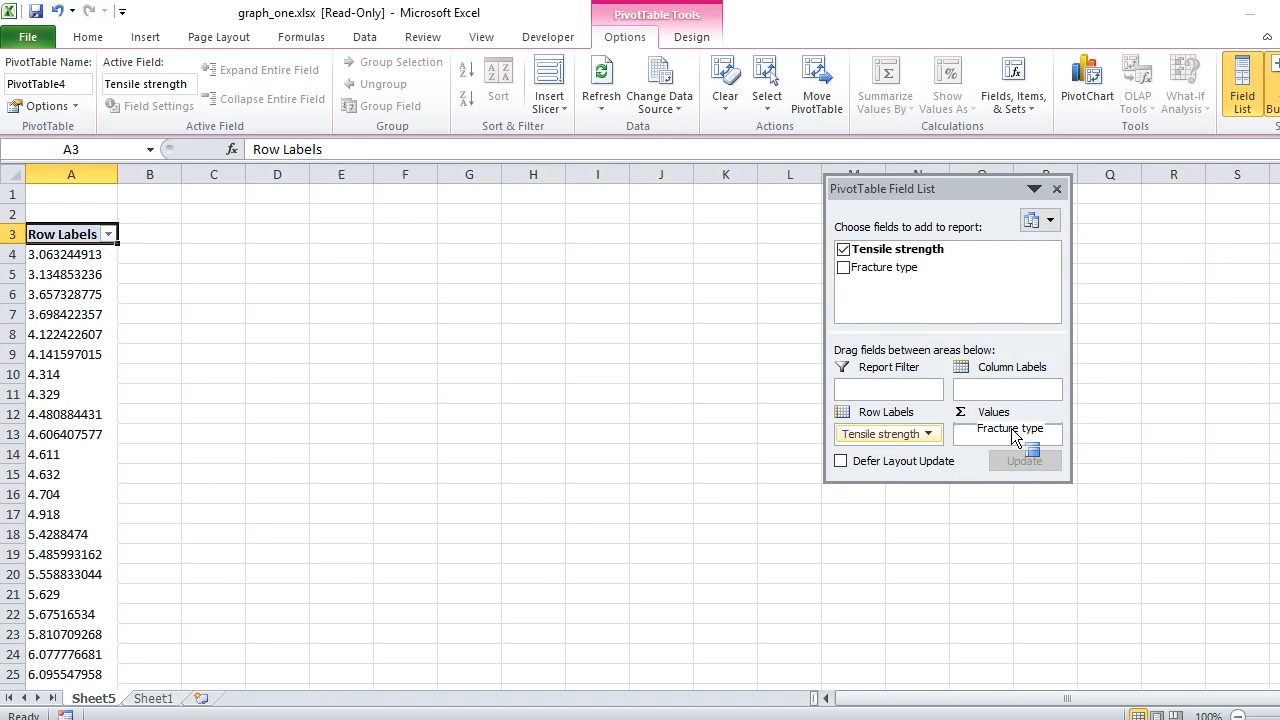 graph_one.xlsx [Read-Only] - Microsoft Excel
PivotTable Tools
File Home Insert Page Layout Formulas Data Review View Developer Options Design
PivotTable Name: Active Field:
PivotTable4 Tensile strength
Options Field Settings
Expand Entire Field
Collapse Entire Field
Group Selection
Ungroup
Group Field
Sort
Insert Slicer
Refresh
Change Data Source
Clear
Select
Move PivotTable
Summarize Values By
Show Values As
Fields, Items, & Sets
PivotChart
OLAP Tools
What-If Analysis
Field List
PivotTable Active Field Group Sort & Filter Data Actions Calculations Tools
A3 fx Row Labels
A B C D E F G H I J K L M N O P Q R S
1
2
3 Row Labels
4 3.063244913
5 3.134853236
6 3.657328775
7 3.698422357
8 4.122422607
9 4.141597015
10 4.314
11 4.329
12 4.480884431
13 4.606407577
14 4.611
15 4.632
16 4.704
17 4.918
18 5.4288474
19 5.485993162
20 5.558833044
21 5.629
22 5.67516534
23 5.810709268
24 6.077776681
25 6.095547958
PivotTable Field List
Choose fields to add to report:
Tensile strength
Fracture type
Drag fields between areas below:
Report Filter Column Labels
Row Labels Σ Values
Tensile strength Fracture type
Defer Layout Update Update
Sheet5 Sheet1
Ready 100%